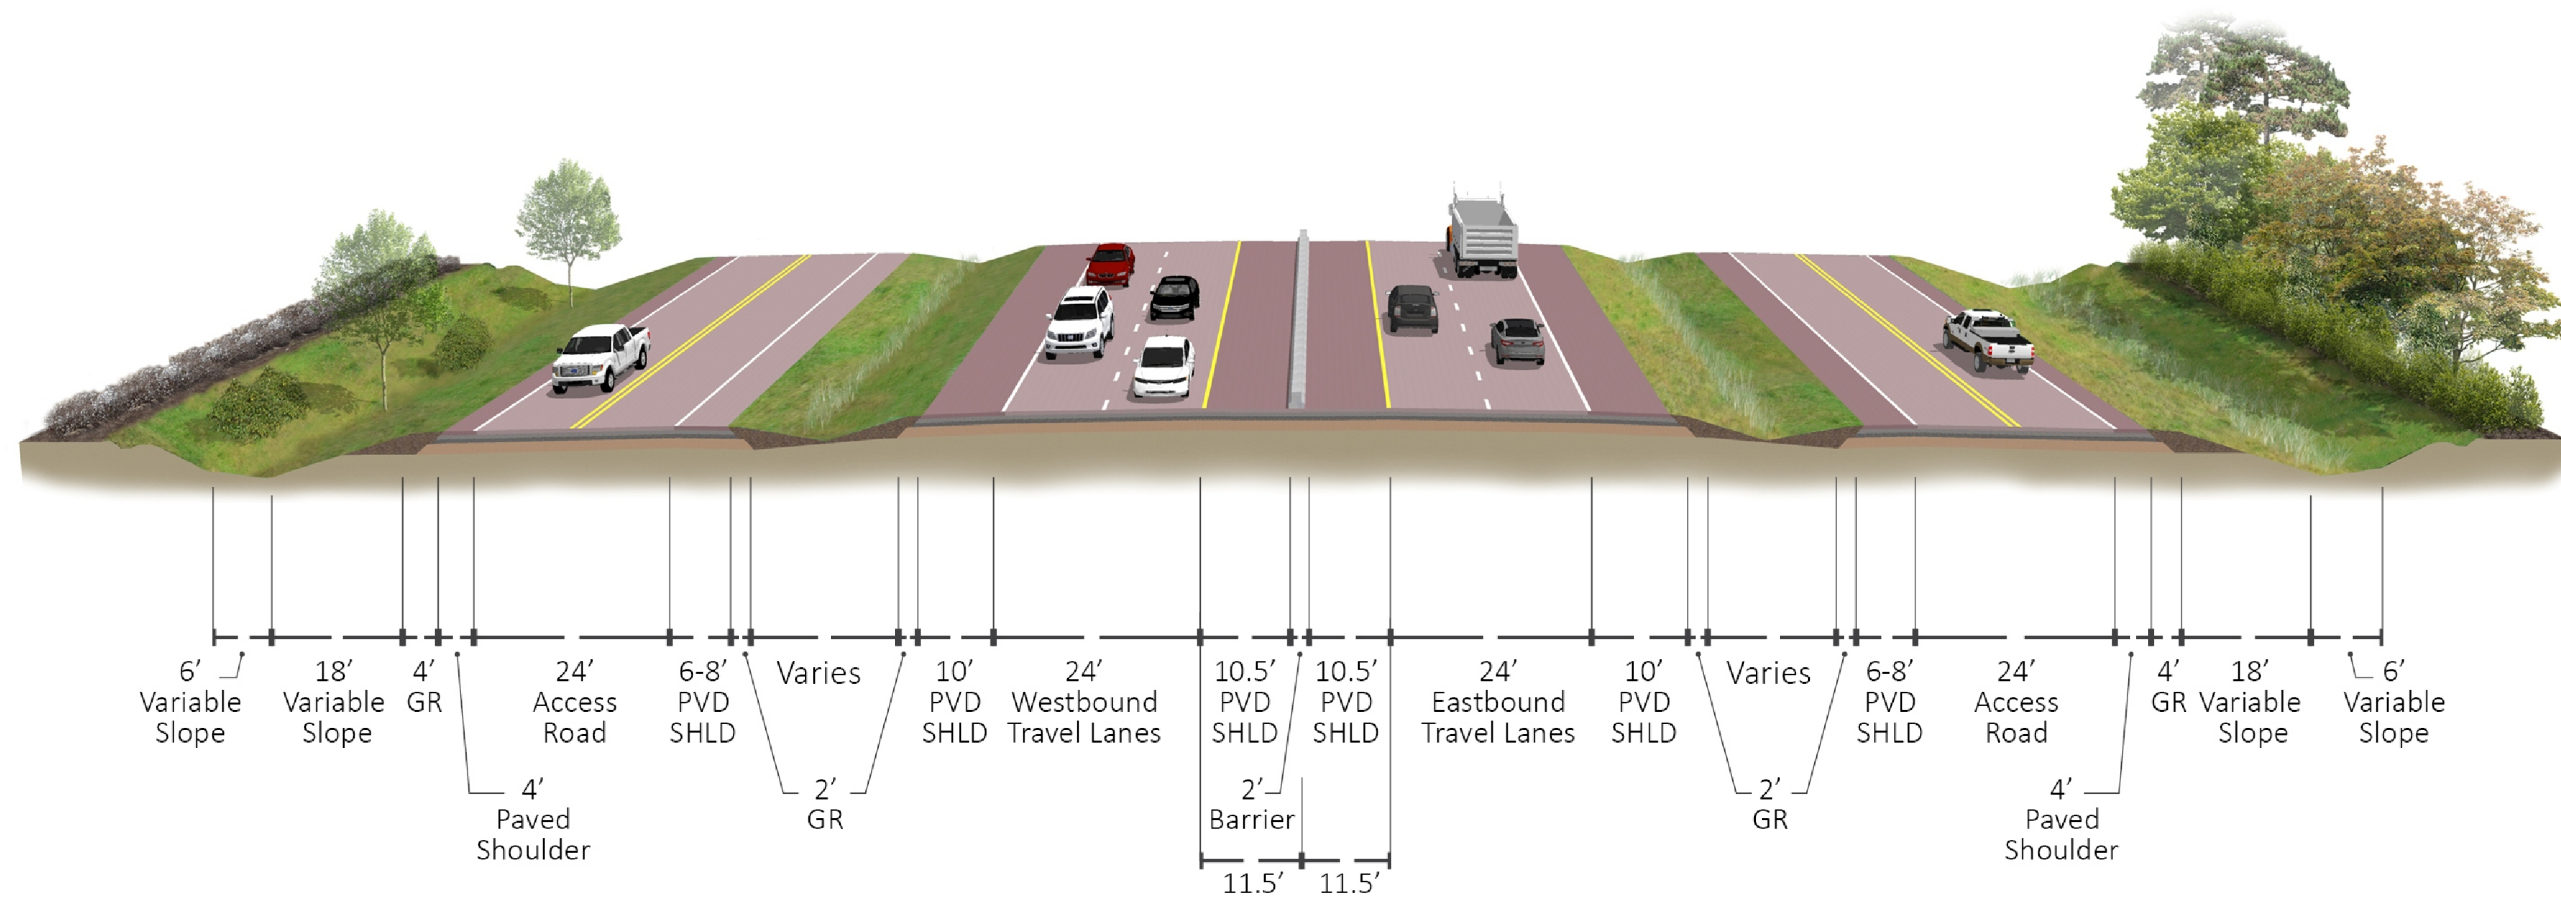 6’
Variable
Slope
18’
Variable
Slope
4’
GR
4’
Paved
Shoulder
24’
Access
Road
6-8’
PVD
SHLD
Varies
2’
GR
10’
PVD
SHLD
24’
Westbound
Travel Lanes
10.5’
PVD
SHLD
2’
Barrier
10.5’
PVD
SHLD
11.5’
11.5’
24’
Eastbound
Travel Lanes
10’
PVD
SHLD
Varies
2’
GR
6-8’
PVD
SHLD
24’
Access
Road
4’
Paved
Shoulder
4’
GR
18’
Variable
Slope
6’
Variable
Slope